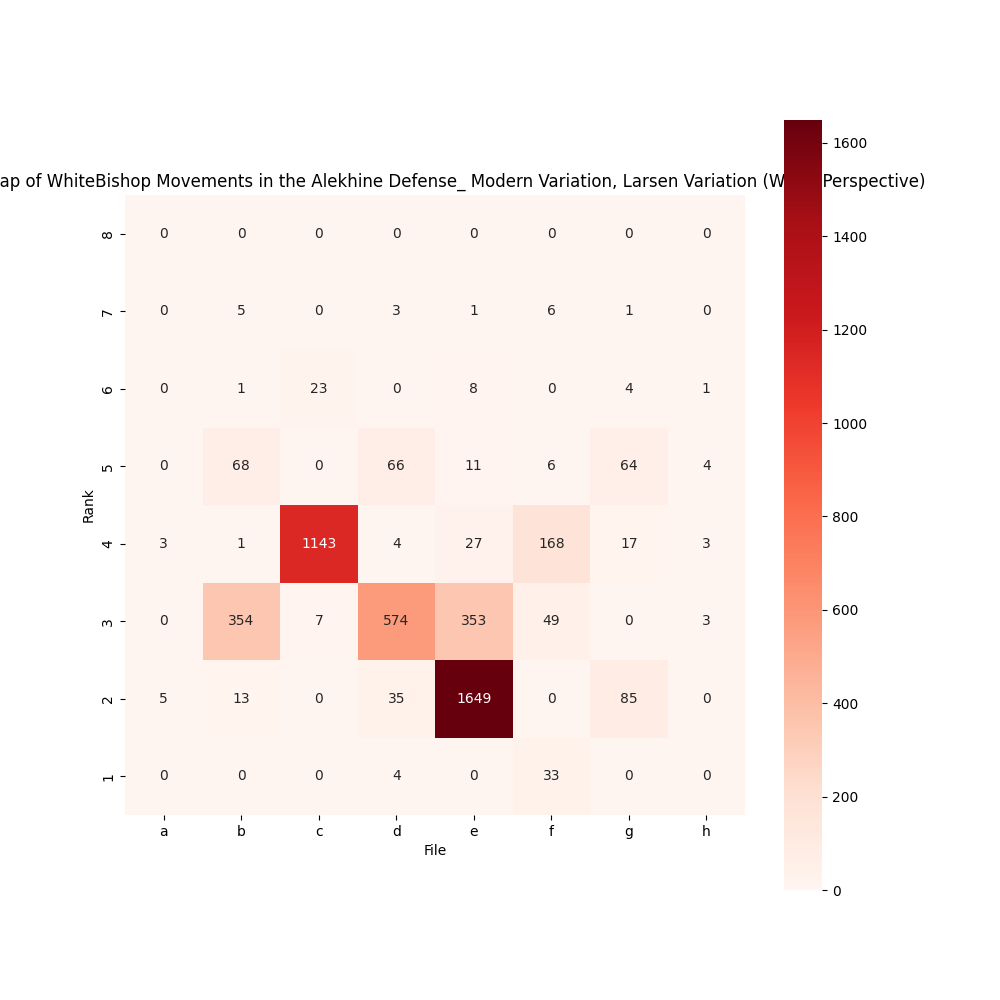 ap of WhiteBishop Movements in the Alekhine Defense_ Modern Variation, Larsen Variation (W Perspective)
8 0 0 0 0 0 0 0 0
7 0 5 0 3 1 6 1 0
6 0 1 23 0 8 0 4 1
5 0 68 0 66 11 6 64 4
4 3 1 1143 4 27 168 17 3
3 0 354 7 574 353 49 0 3
2 5 13 0 35 1649 0 85 0
1 0 0 0 4 0 33 0 0
a b c d e f g h
File
Rank
1600
1400
1200
1000
800
600
400
200
0